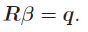 Rβ = q.